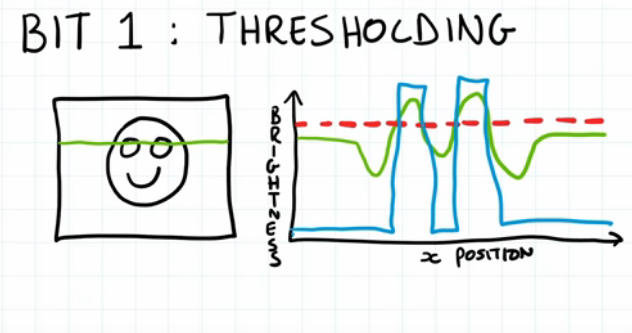 BIT 1 : THRESHOLDING
BRIGHTNESS
x POSITION